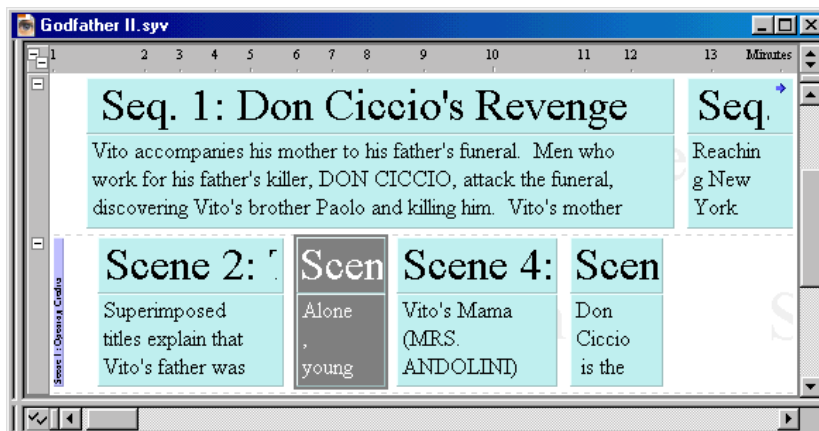 Godfather II.syv
1 2 3 4 5 6 7 8 9 10 11 12 13 Minutes
Seq. 1: Don Ciccio's Revenge
Vito accompanies his mother to his father's funeral. Men who
work for his father's killer, DON CICCIO, attack the funeral,
discovering Vito's brother Paolo and killing him. Vito's mother
Seq.
Reachin
g New
York
Scene 1: Opening Credits
Scene 2:
Superimposed
titles explain that
Vito's father was
Scen
Alone
,
young
Scene 4:
Vito's Mama
(MRS.
ANDOLINI)
Scen
Don
Ciccio
is the